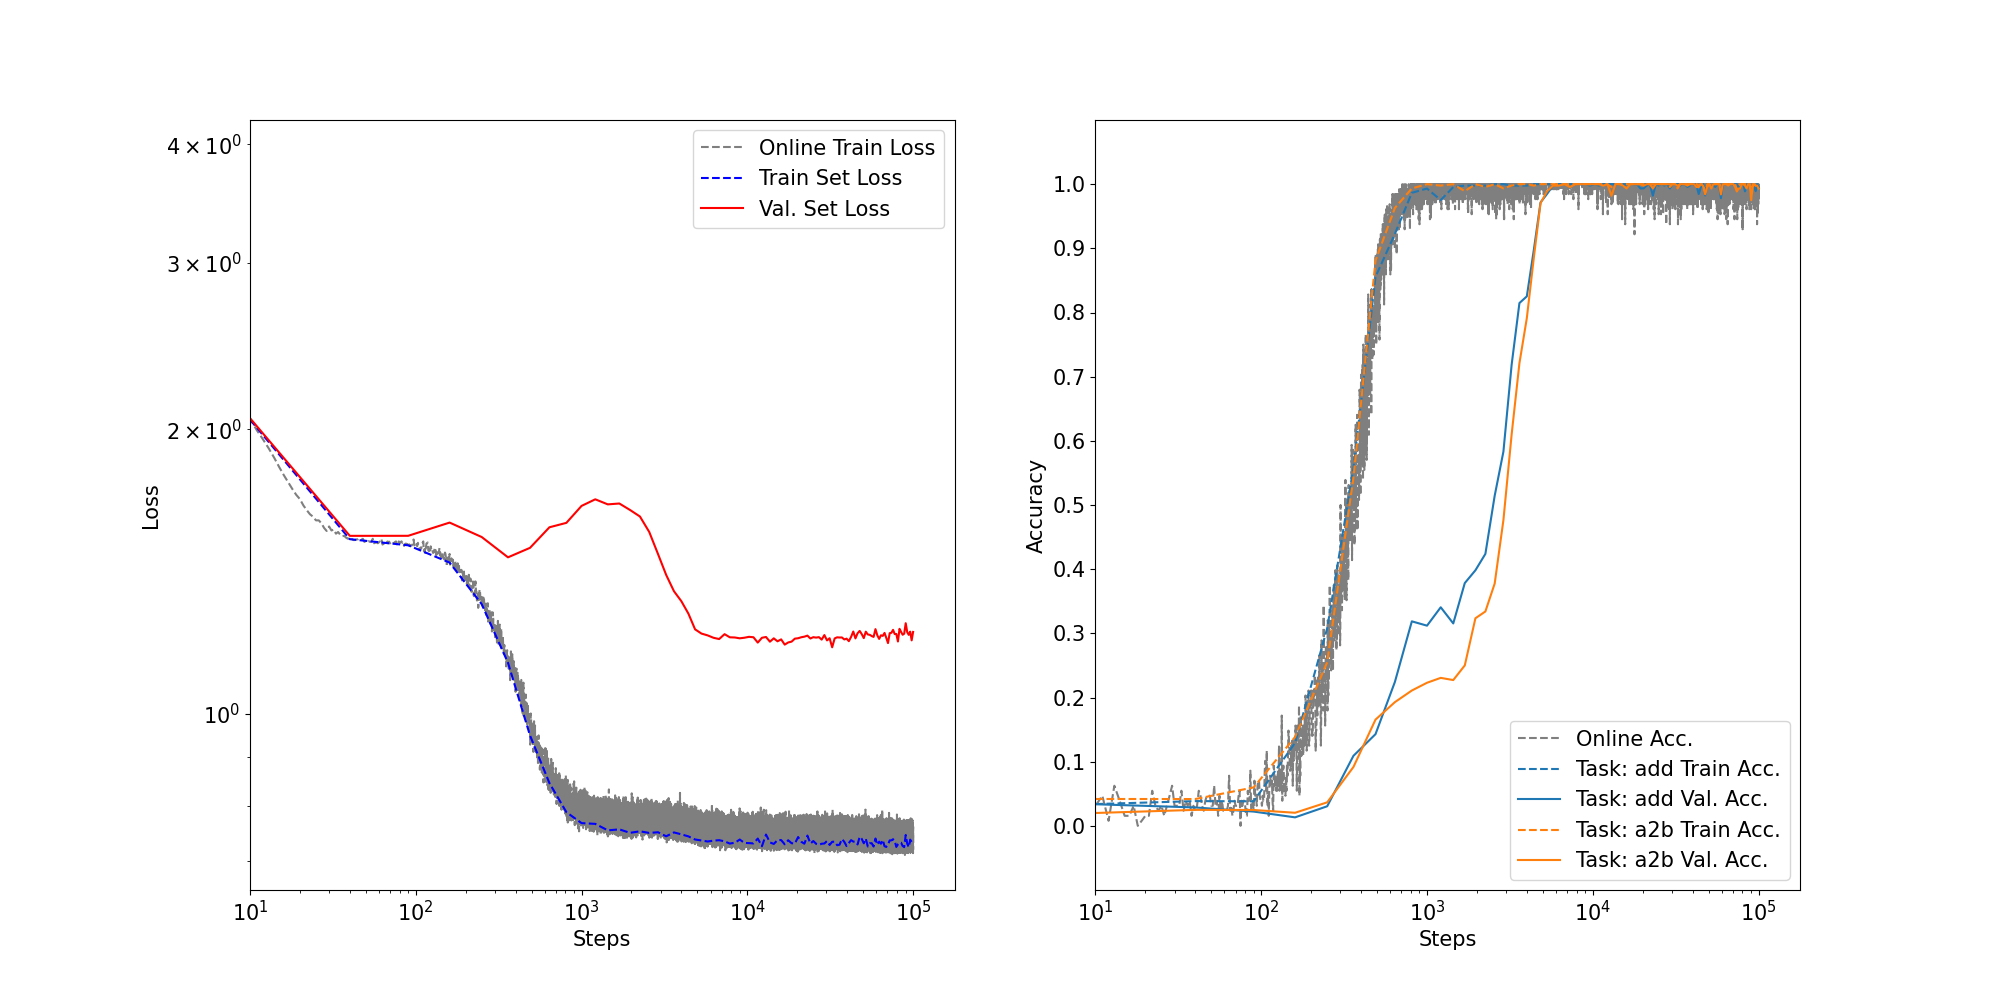 4 × 10⁰
3 × 10⁰
2 × 10⁰
10⁰
Loss
10¹ 10² 10³ 10⁴ 10⁵
Steps
Online Train Loss
Train Set Loss
Val. Set Loss
1.0
0.9
0.8
0.7
0.6
0.5
0.4
0.3
0.2
0.1
0.0
Accuracy
10¹ 10² 10³ 10⁴ 10⁵
Steps
Online Acc.
Task: add Train Acc.
Task: add Val. Acc.
Task: a2b Train Acc.
Task: a2b Val. Acc.